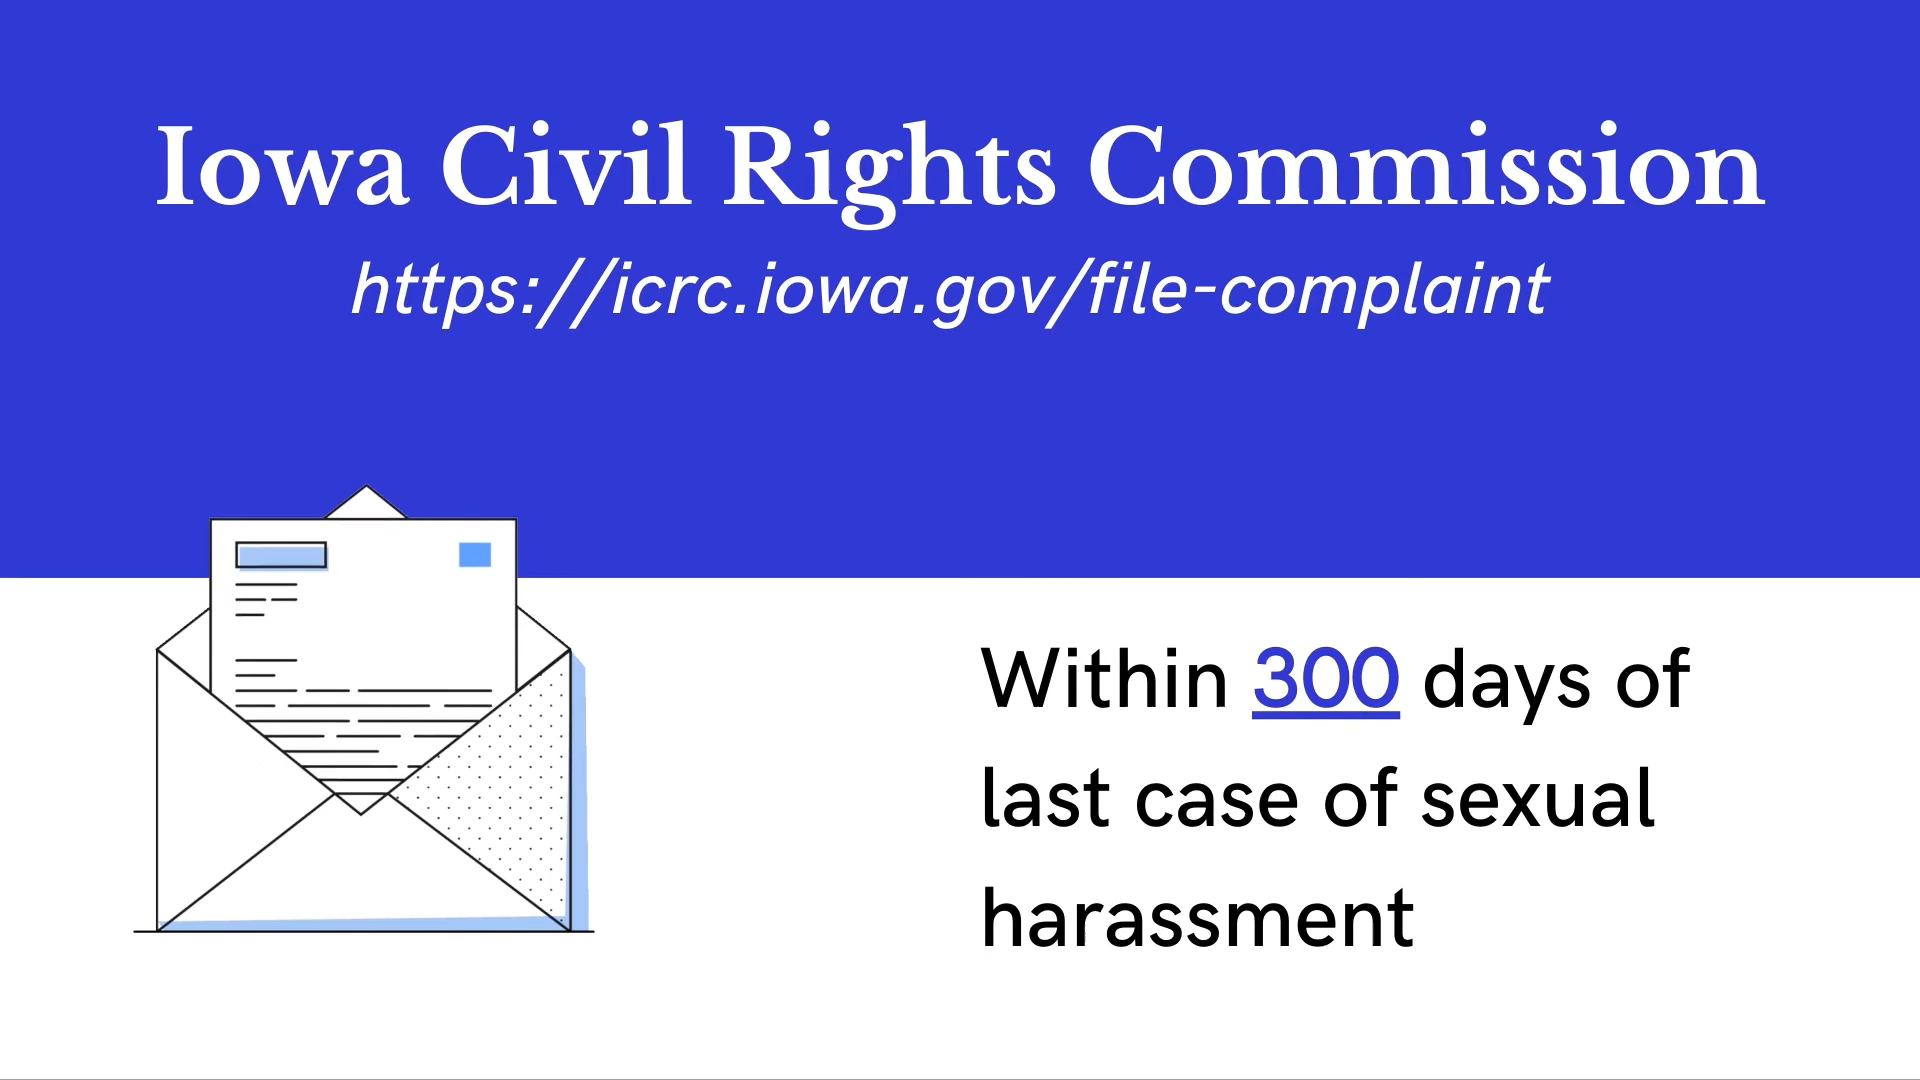 Iowa Civil Rights Commission
https://icrc.iowa.gov/file-complaint
Within 300 days of
last case of sexual
harassment